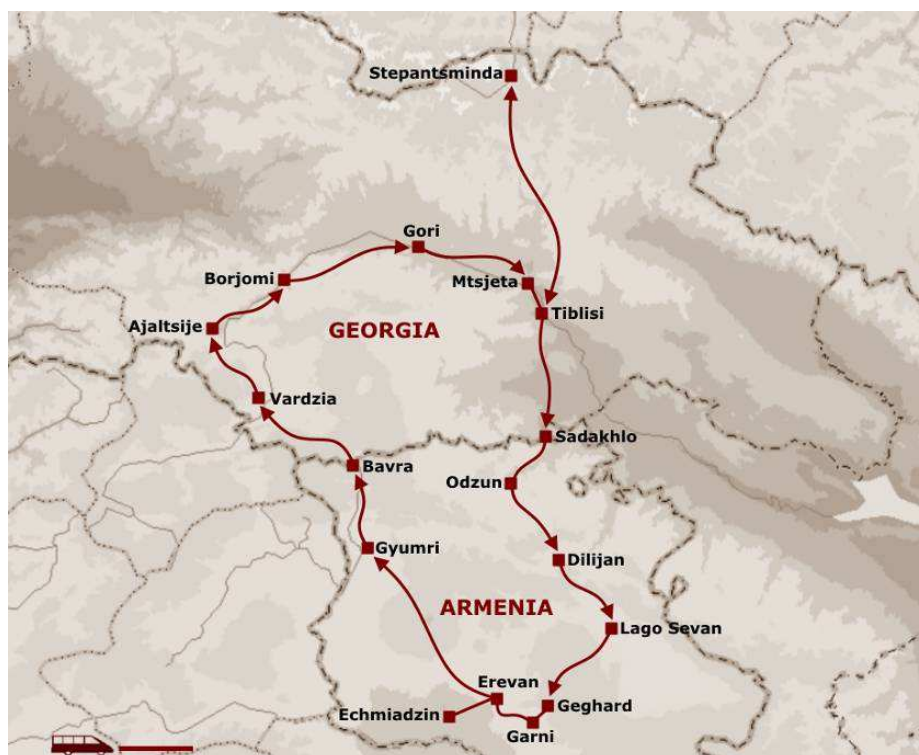 Stepantsminda
Gori
Borjomi
Mtsjeta
Ajaltsije
GEORGIA
Tiblisi
Vardzia
Sadakhlo
Bavra
Odzun
Gyumri
Dilijan
ARMENIA
Lago Sevan
Erevan
Geghard
Echmiadzin
Garni